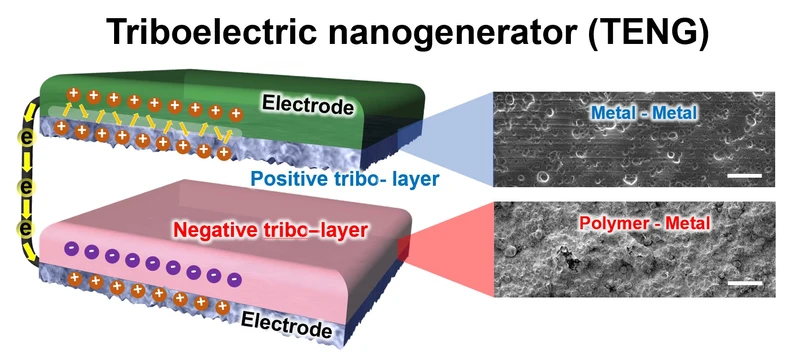 Triboelectric nanogenerator (TENG)
Electrode
Metal - Metal
e
Positive tribo- layer
e
Negative tribo–layer
Polymer - Metal
e
Electrode